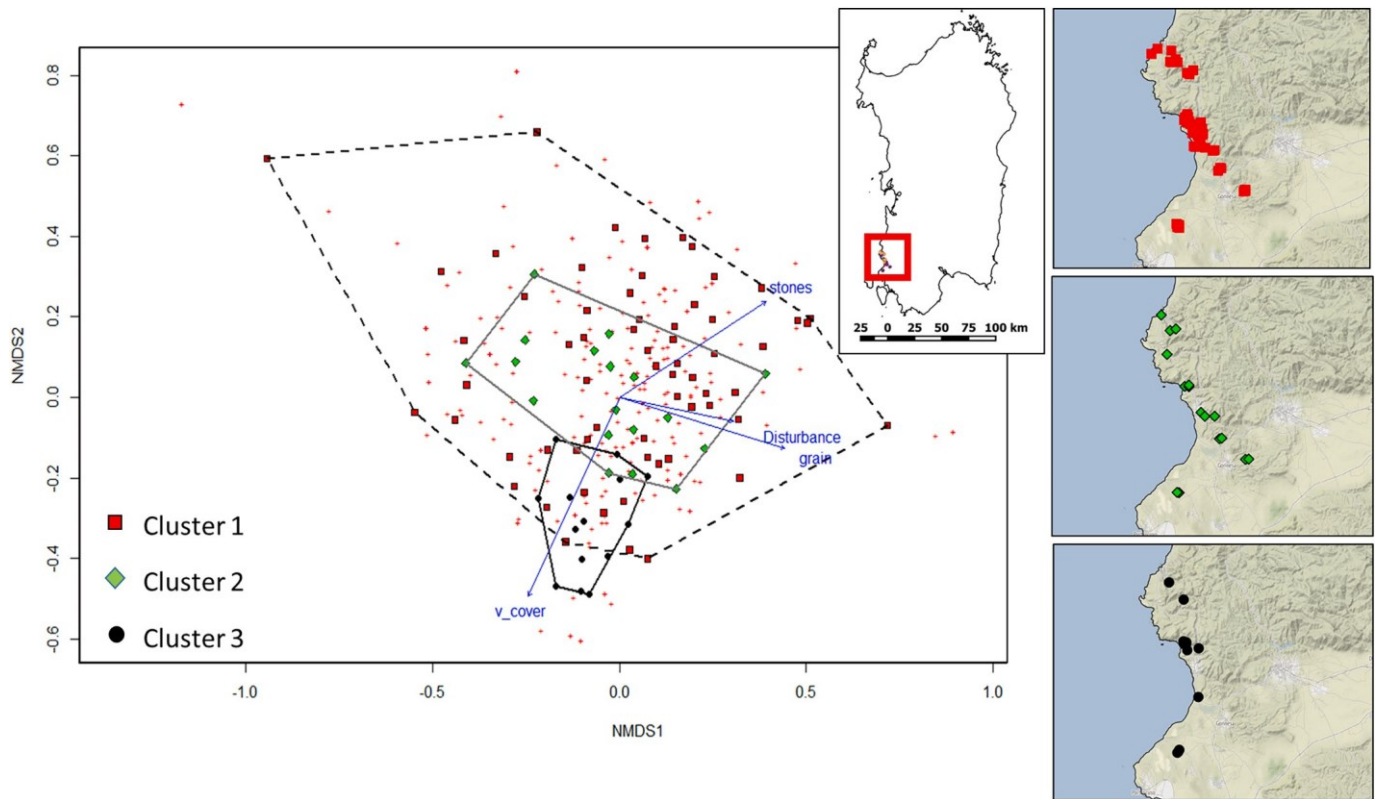 0.8
0.6
0.4
0.2
0.0
-0.2
-0.4
-0.6
NMDS2
-1.0 -0.5 0.0 0.5 1.0
NMDS1
stones
Disturbance
grain
v_cover
Cluster 1
Cluster 2
Cluster 3
25 0 25 50 75 100 km